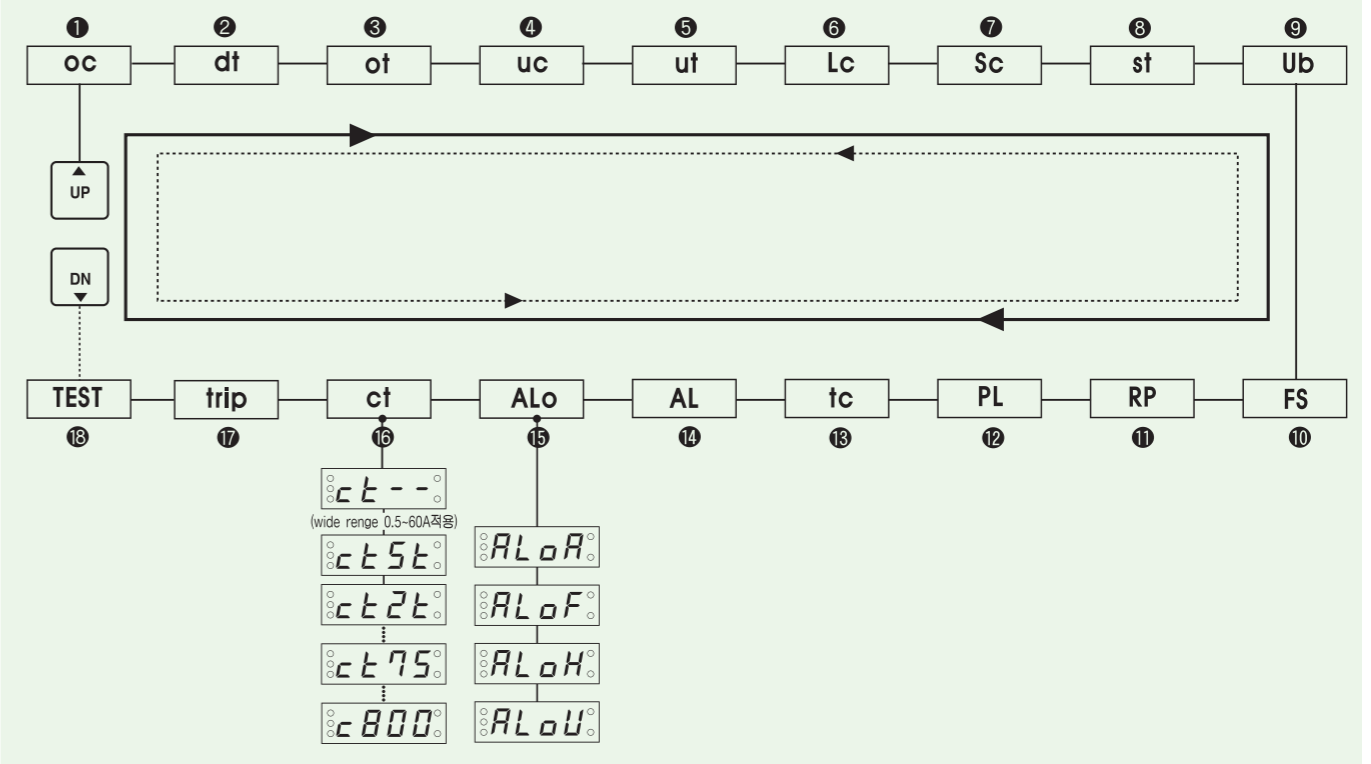 ❶ ❷ ❸ ❹ ❺ ❻ ❼ ❽ ❾
oc dt ot uc ut Lc Sc st Ub
UP
DN
TEST trip ct ALo AL tc PL RP FS
⓲ ⓱ ⓰ ⓯ ⓮ ⓭ ⓬ ⓫ ❿
ct--
(wide renge 0.5~60A적용)
ct5t
ct2t
ct75
c800
ALoA
ALoF
ALoH
ALoU